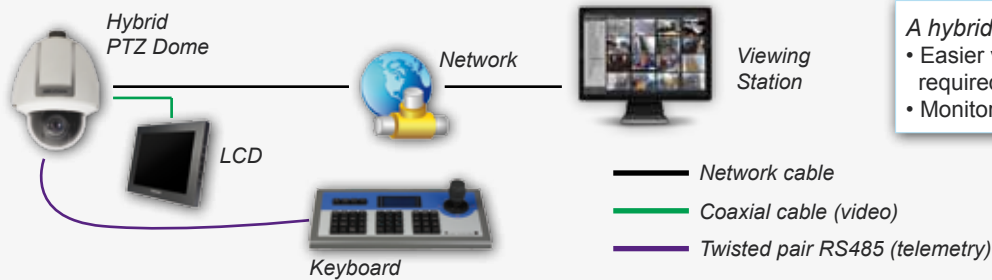 Hybrid
PTZ Dome
Network
Viewing
Station
LCD
Keyboard
A hybrid
• Easier
required
• Monitor
Network cable
Coaxial cable (video)
Twisted pair RS485 (telemetry)